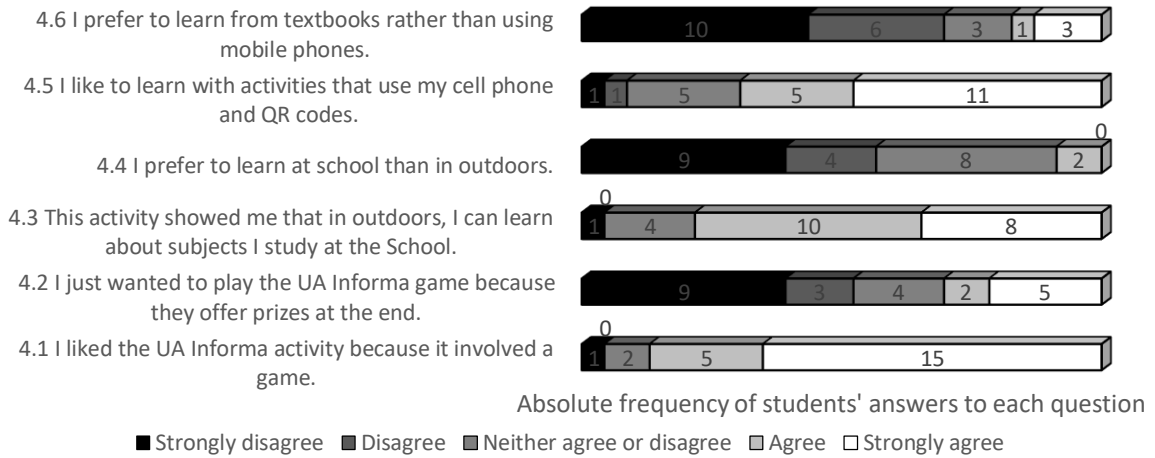 4.6 I prefer to learn from textbooks rather than using
mobile phones.
10 6 3 1 3
4.5 I like to learn with activities that use my cell phone
and QR codes.
1 1 5 5 11
0
4.4 I prefer to learn at school than in outdoors.
9 4 8 2
0
4.3 This activity showed me that in outdoors, I can learn
about subjects I study at the School.
1 4 10 8
4.2 I just wanted to play the UA Informa game because
they offer prizes at the end.
9 3 4 2 5
0
4.1 I liked the UA Informa activity because it involved a
game.
1 2 5 15
Absolute frequency of students' answers to each question
Strongly disagree Disagree Neither agree or disagree Agree Strongly agree